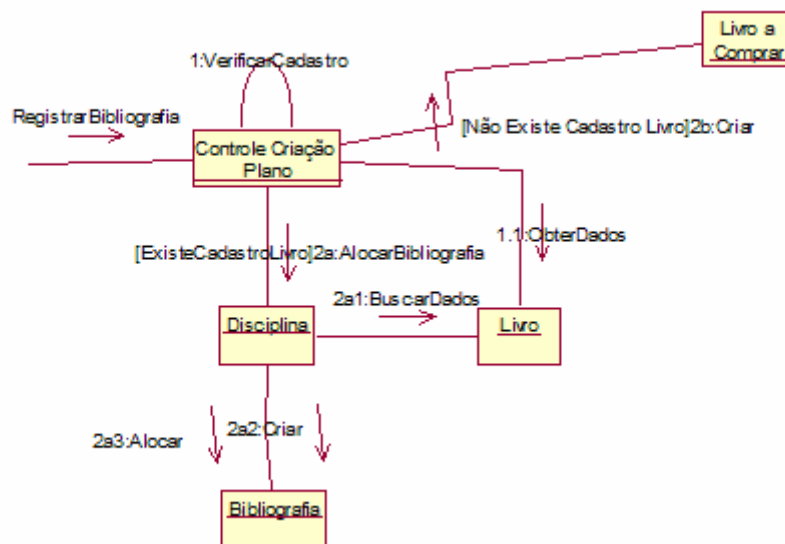 Livro a
Comprar
1:VerificarCadastro
RegistrarBibliografia
[Não Existe Cadastro Livro]2b:Criar
Controle Criação
Plano
1.1:ObterDados
[ExisteCadastroLivro]2a:AlocarBibliografia
2a1:BuscarDados
Disciplina
Livro
2a3:Alocar
2a2:Criar
Bibliografia